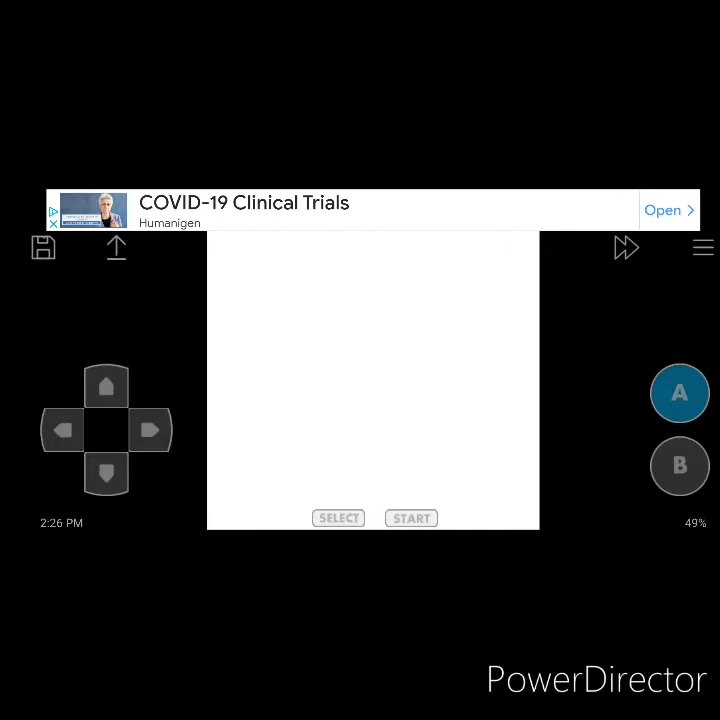 COVID-19 Clinical Trials
Humanigen
Open
A
B
SELECT START
2:26 PM
49%
PowerDirector